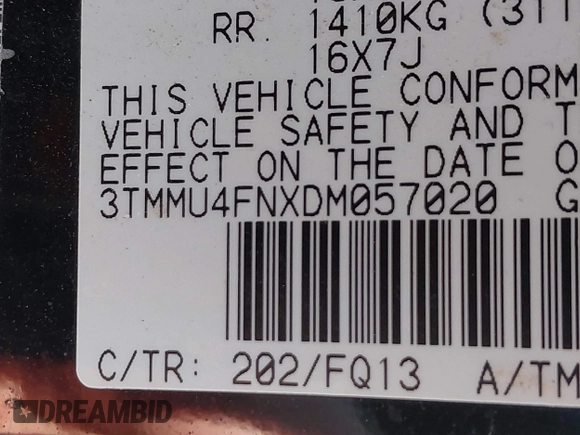 RR. 1410KG (311
16X7J
THIS VEHICLE CONFORM
VEHICLE SAFETY AND T
EFFECT ON THE DATE O
3TMMU4FNXDM057020 G
C/TR: 202/FQ13 A/TM
DREAMBID